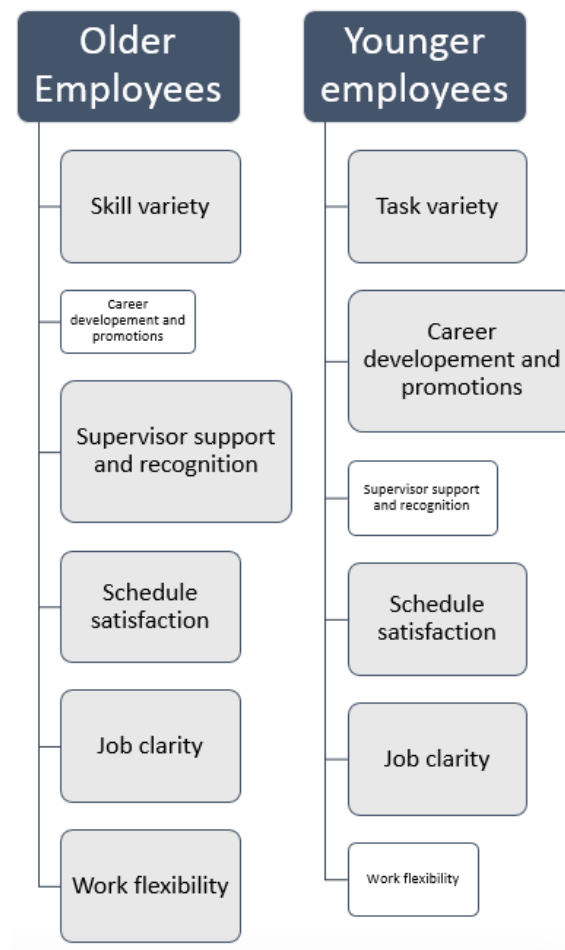 Older
Employees
Skill variety
Career
developement and
promotions
Supervisor support
and recognition
Schedule
satisfaction
Job clarity
Work flexibility
Younger
employees
Task variety
Career
developement and
promotions
Supervisor support
and recognition
Schedule
satisfaction
Job clarity
Work flexibility